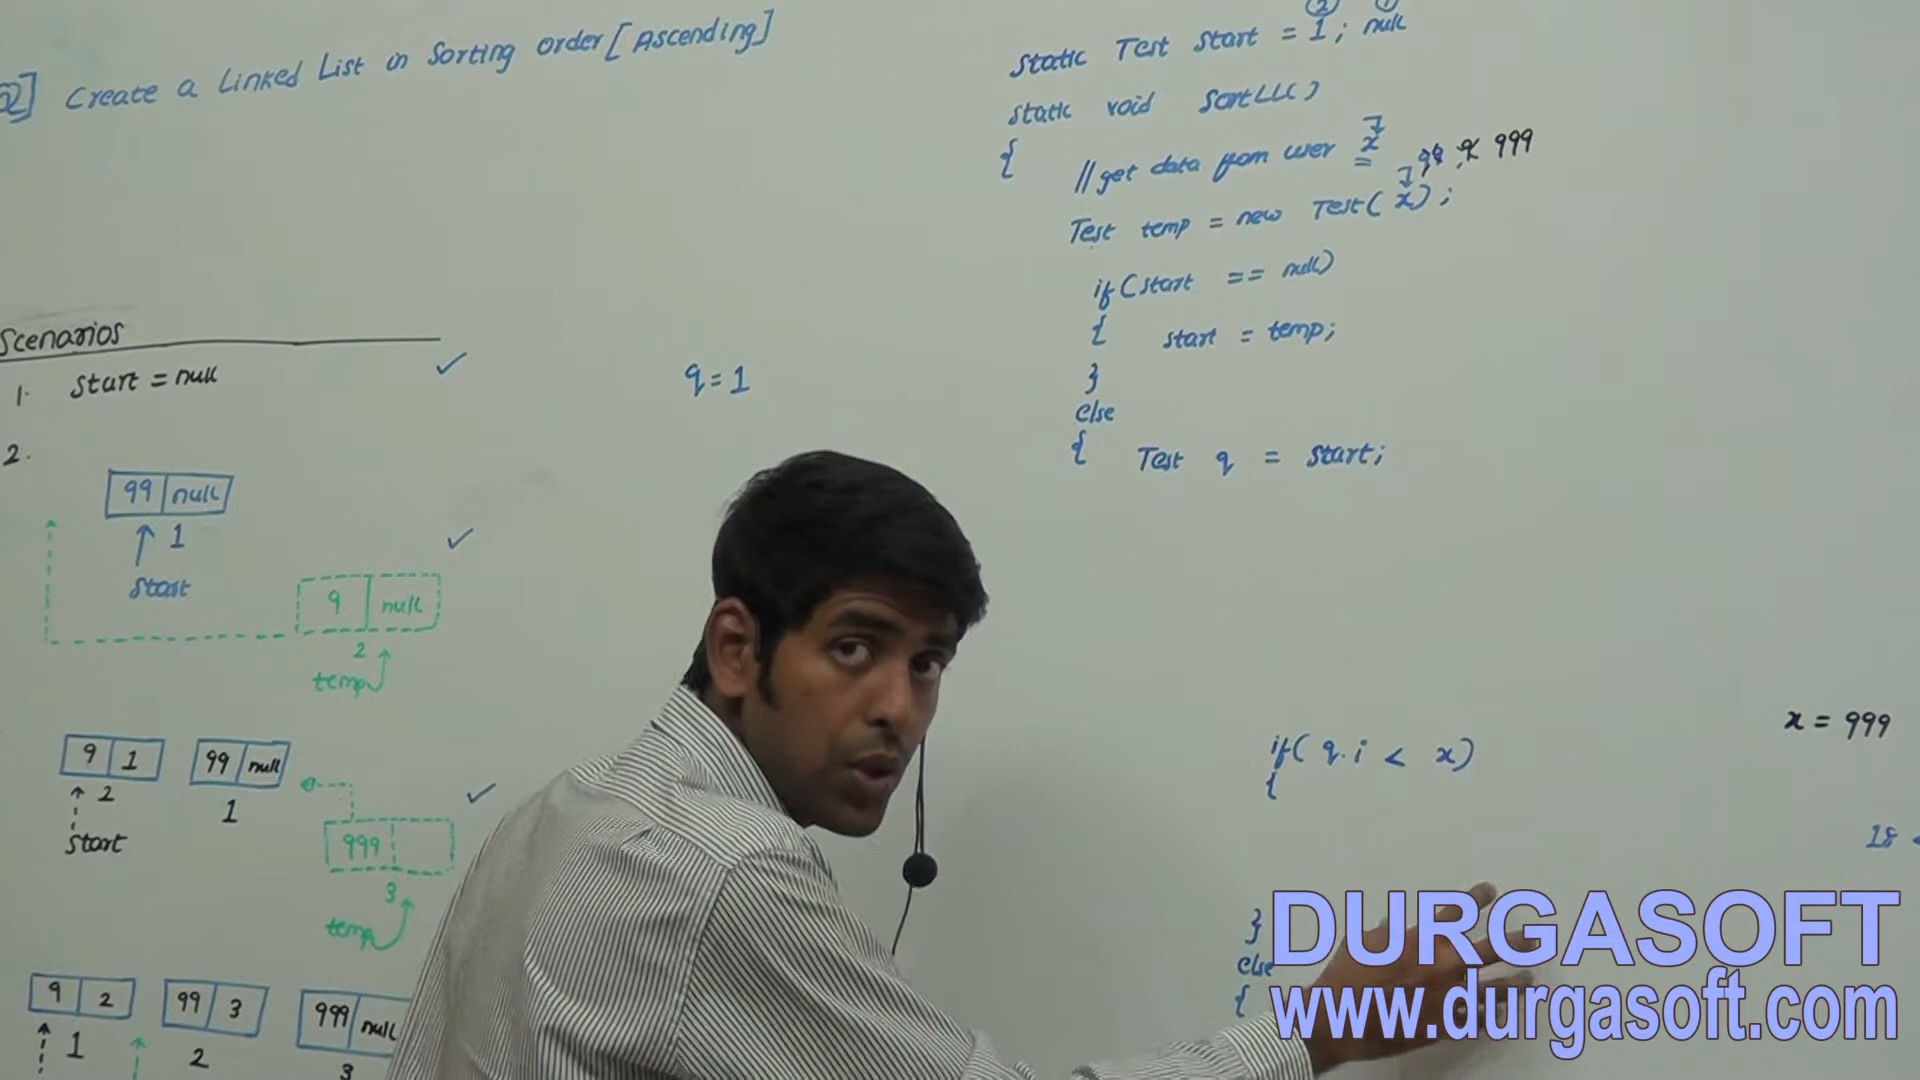 Q] Create a Linked List in Sorting Order [Ascending]
Scenarios
1. start = null
2.
99 null
1
start
9 null
2
temp
9 1 99 null
2 1
start
999
3
temp
9 2 99 3 999 null
1 2 3
q = 1
2 1
static Test start = 1; null
static void SortLL()
{
// get data from user x
99 9 999
Test temp = new Test(x);
if(start == null)
{ start = temp;
}
else
{ Test q = start;
if(q.i < x)
{
}
else
{
x = 999
18 <
DURGASOFT
www.durgasoft.com